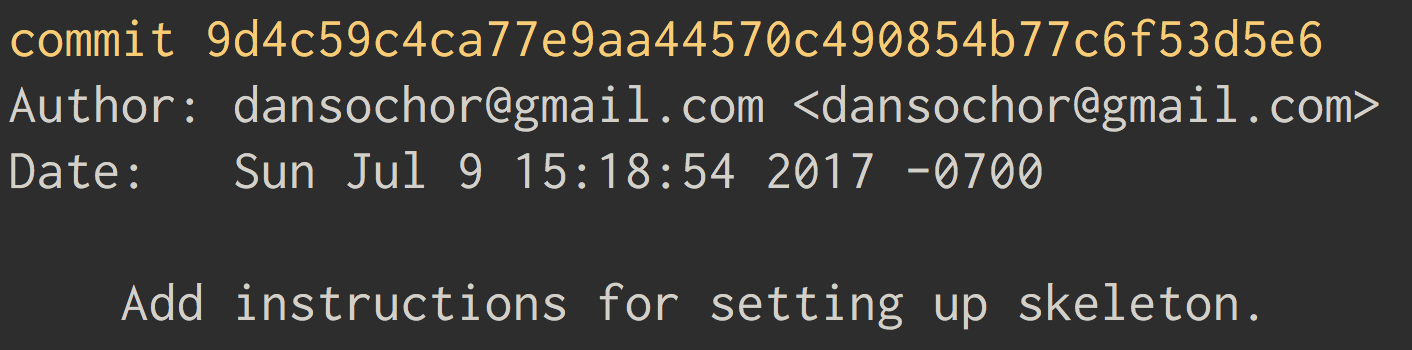 commit 9d4c59c4ca77e9aa44570c490854b77c6f53d5e6
Author: dansochor@gmail.com <dansochor@gmail.com>
Date:   Sun Jul 9 15:18:54 2017 -0700

    Add instructions for setting up skeleton.